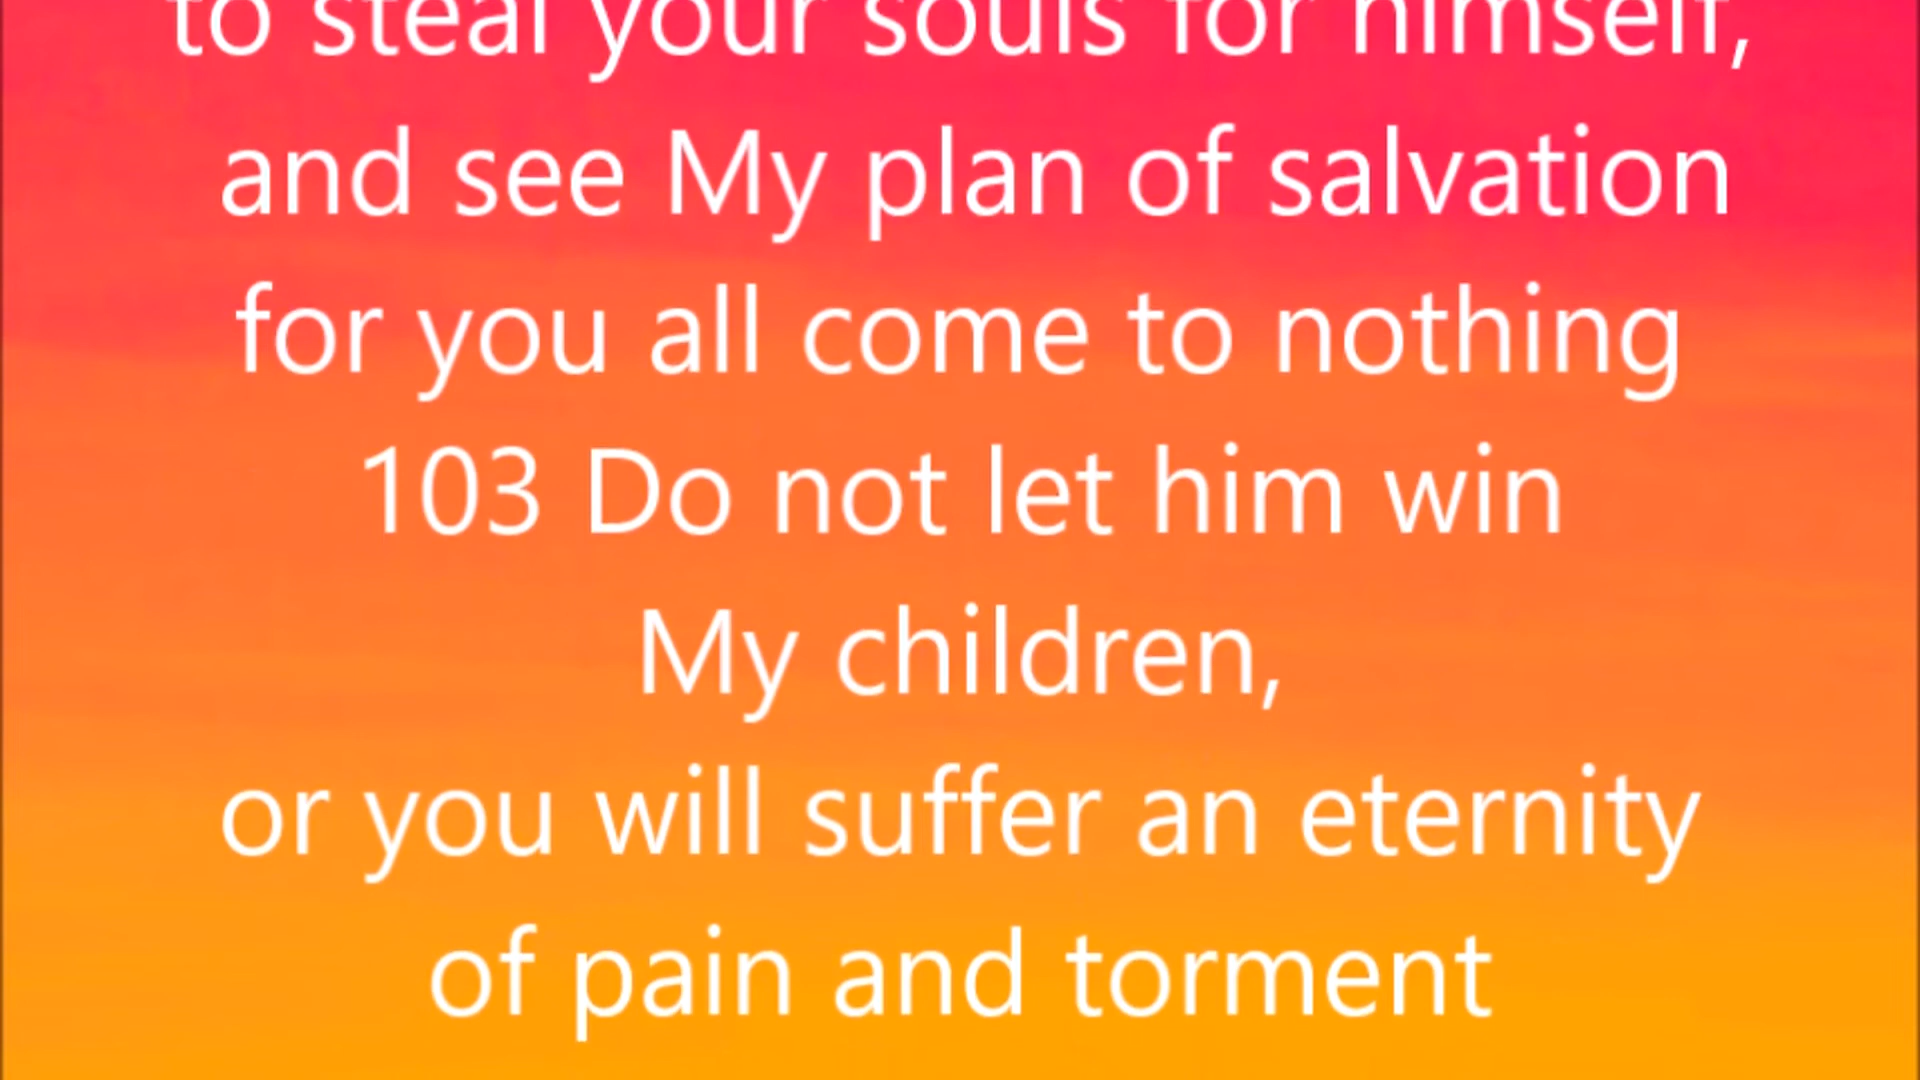 to steal your souls for himself,
and see My plan of salvation
for you all come to nothing
103 Do not let him win
My children,
or you will suffer an eternity
of pain and torment